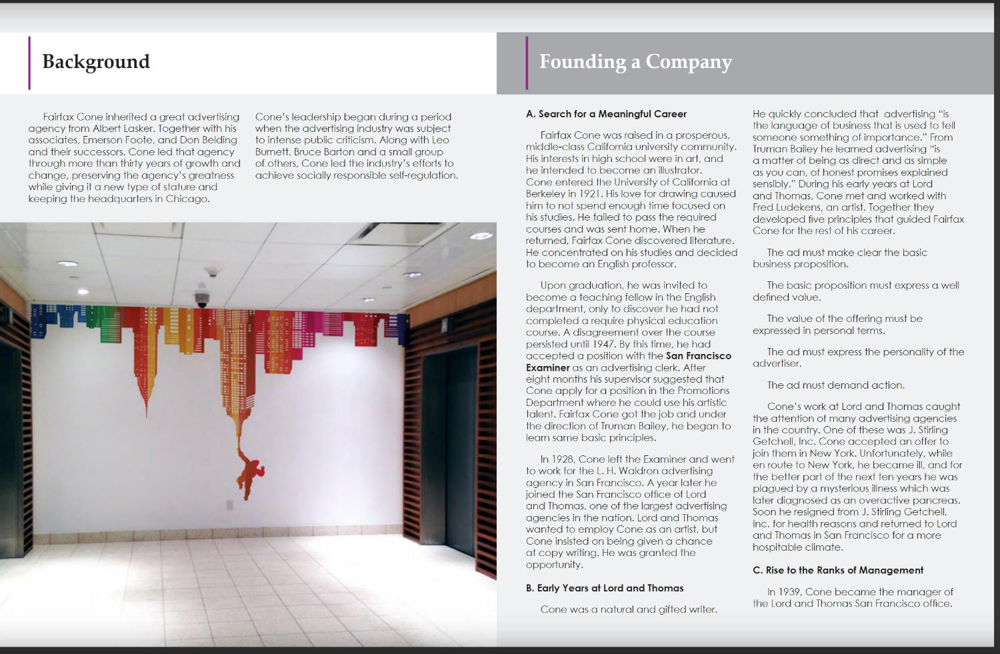 Background
Fairfax Cone inherited a great advertising
agency from Albert Lasker. Together with his
associates, Emerson Foote, and Don Belding
and their successors, Cone led that agency
through more than thirty years of growth and
change, preserving the agency's greatness
while giving it a new type of stature and
keeping the headquarters in Chicago.
Cone's leadership began during a period
when the advertising industry was subject
to intense public criticism. Along with Leo
Burnett, Bruce Barton and a small group
of others, Cone led the industry's efforts to
achieve socially responsible self-regulation.
Founding a Company
A. Search for a Meaningful Career
Fairfax Cone was raised in a prosperous,
middle-class California university community.
His interests in high school were in art, and
he intended to become an illustrator.
Cone entered the University of California at
Berkeley in 1921. His love for drawing caused
him to not spend enough time focused on
his studies. He failed to pass the required
courses and was sent home. When he
returned, Fairfax Cone discovered literature.
He concentrated on his studies and decided
to become an English professor.
Upon graduation, he was invited to
become a teaching fellow in the English
department, only to discover he had not
completed a require physical education
course. A disagreement over the course
persisted until 1947. By this time, he had
accepted a position with the San Francisco
Examiner as an advertising clerk. After
eight months his supervisor suggested that
Cone apply for a position in the Promotions
Department where he could use his artistic
talent. Fairfax Cone got the job and under
the direction of Truman Bailey, he began to
learn same basic principles.
In 1928, Cone left the Examiner and went
to work for the L. H. Waldron advertising
agency in San Francisco. A year later he
joined the San Francisco office of Lord
and Thomas, one of the largest advertising
agencies in the nation. Lord and Thomas
wanted to employ Cone as an artist, but
Cone insisted on being given a chance
at copy writing. He was granted the
opportunity.
B. Early Years at Lord and Thomas
Cone was a natural and gifted writer.
He quickly concluded that advertising “is
the language of business that is used to tell
someone something of importance.” From
Truman Bailey he learned advertising “is
a matter of being as direct and as simple
as you can, of honest promises explained
sensibly.” During his early years at Lord
and Thomas, Cone met and worked with
Fred Ludekens, an artist. Together they
developed five principles that guided Fairfax
Cone for the rest of his career.
The ad must make clear the basic
business proposition.
The basic proposition must express a well
defined value.
The value of the offering must be
expressed in personal terms.
The ad must express the personality of the
advertiser.
The ad must demand action.
Cone's work at Lord and Thomas caught
the attention of many advertising agencies
in the country. One of these was J. Stirling
Getchell, Inc. Cone accepted an offer to
join them in New York. Unfortunately, while
en route to New York, he became ill, and for
the better part of the next ten years he was
plagued by a mysterious illness which was
later diagnosed as an overactive pancreas.
Soon he resigned from J. Stirling Getchell,
Inc. for health reasons and returned to Lord
and Thomas in San Francisco for a more
hospitable climate.
C. Rise to the Ranks of Management
In 1939, Cone became the manager of
the Lord and Thomas San Francisco office.